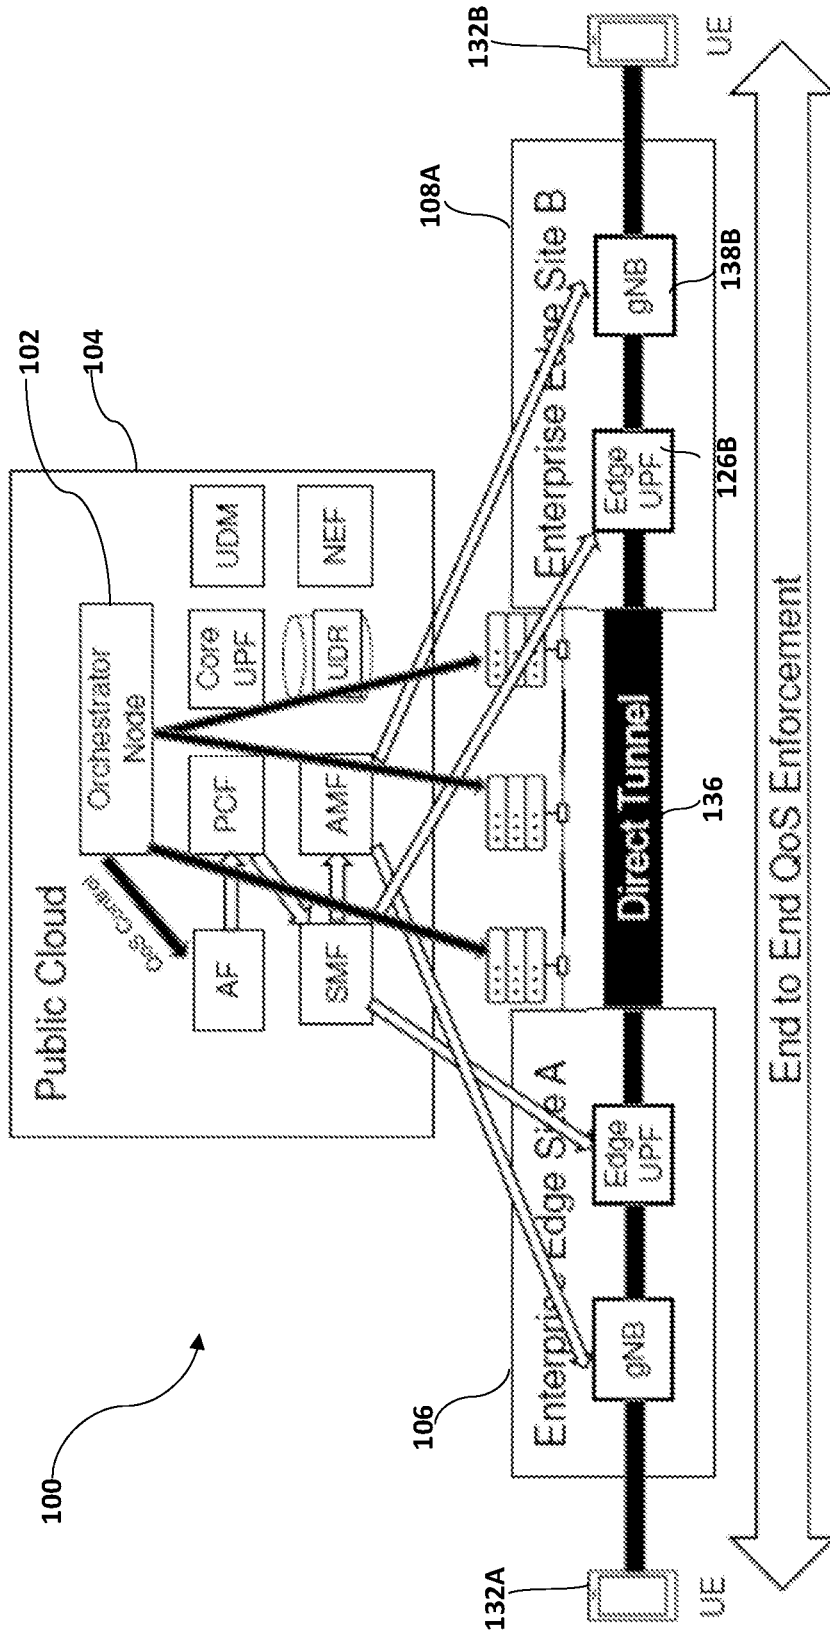 100
102
104
Public Cloud
Orchestrator
Node
QoS Control
AF
PCF
Core
UPF
UDM
SMF
AMF
UDR
NEF
106
108A
Enterprise Edge Site A
Enterprise Edge Site B
132A
132B
gNB
Edge
UPF
Direct Tunnel
Edge
UPF
gNB
UE
UE
136
126B
138B
End to End QoS Enforcement